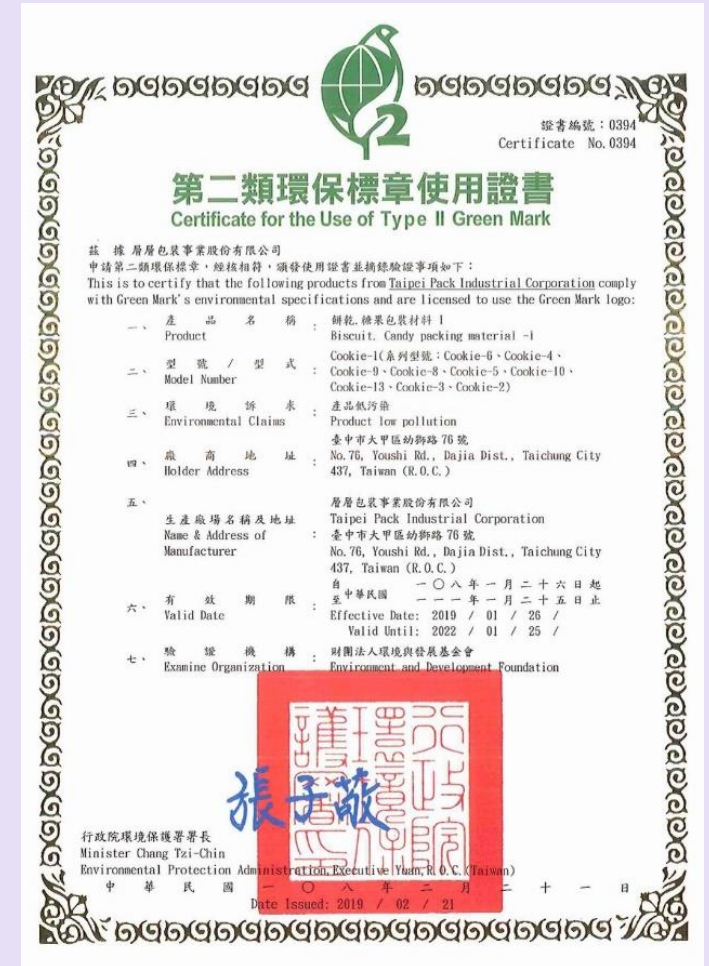 證書編號：0394
Certificate No. 0394
第二類環保標章使用證書
Certificate for the Use of Type II Green Mark
茲 據 層層包裝事業股份有限公司
申請第二類環保標章，經核相符，頒發使用證書並摘錄驗證事項如下：
This is to certify that the following products from Taipei Pack Industrial Corporation comply
with Green Mark's environmental specifications and are licensed to use the Green Mark logo:
一、 產品名稱 ： 餅乾.糖果包裝材料 1
Product Biscuit. Candy packing material -1
二、 型號/型式 ： Cookie-1(系列型號：Cookie-6、Cookie-4、
Model Number Cookie-9、Cookie-8、Cookie-5、Cookie-10、
Cookie-13、Cookie-3、Cookie-2)
三、 環境訴求 ： 產品低污染
Environmental Claims Product low pollution
四、 廠商地址 ： 臺中市大甲區幼獅路 76 號
Holder Address No. 76, Youshi Rd., Dajia Dist., Taichung City
437, Taiwan (R.O.C.)
五、 層層包裝事業股份有限公司
生產廠場名稱及地址 Taipei Pack Industrial Corporation
Name & Address of ： 臺中市大甲區幼獅路 76 號
Manufacturer No. 76, Youshi Rd., Dajia Dist., Taichung City
437, Taiwan (R.O.C.)
六、 有效期限 ： 自 中華民國 一〇八年一月二十六日起
至 一一一年一月二十五日止
Valid Date Effective Date: 2019 / 01 / 26 /
Valid Until: 2022 / 01 / 25 /
七、 驗證機構 ： 財團法人環境與發展基金會
Examine Organization Environment and Development Foundation
行政院環境保護署印
張子敬
行政院環境保護署署長
Minister Chang Tzi-Chin
Environmental Protection Administration, Executive Yuan, R.O.C. (Taiwan)
中華民國一〇八年二月二十一日
Date Issued: 2019 / 02 / 21